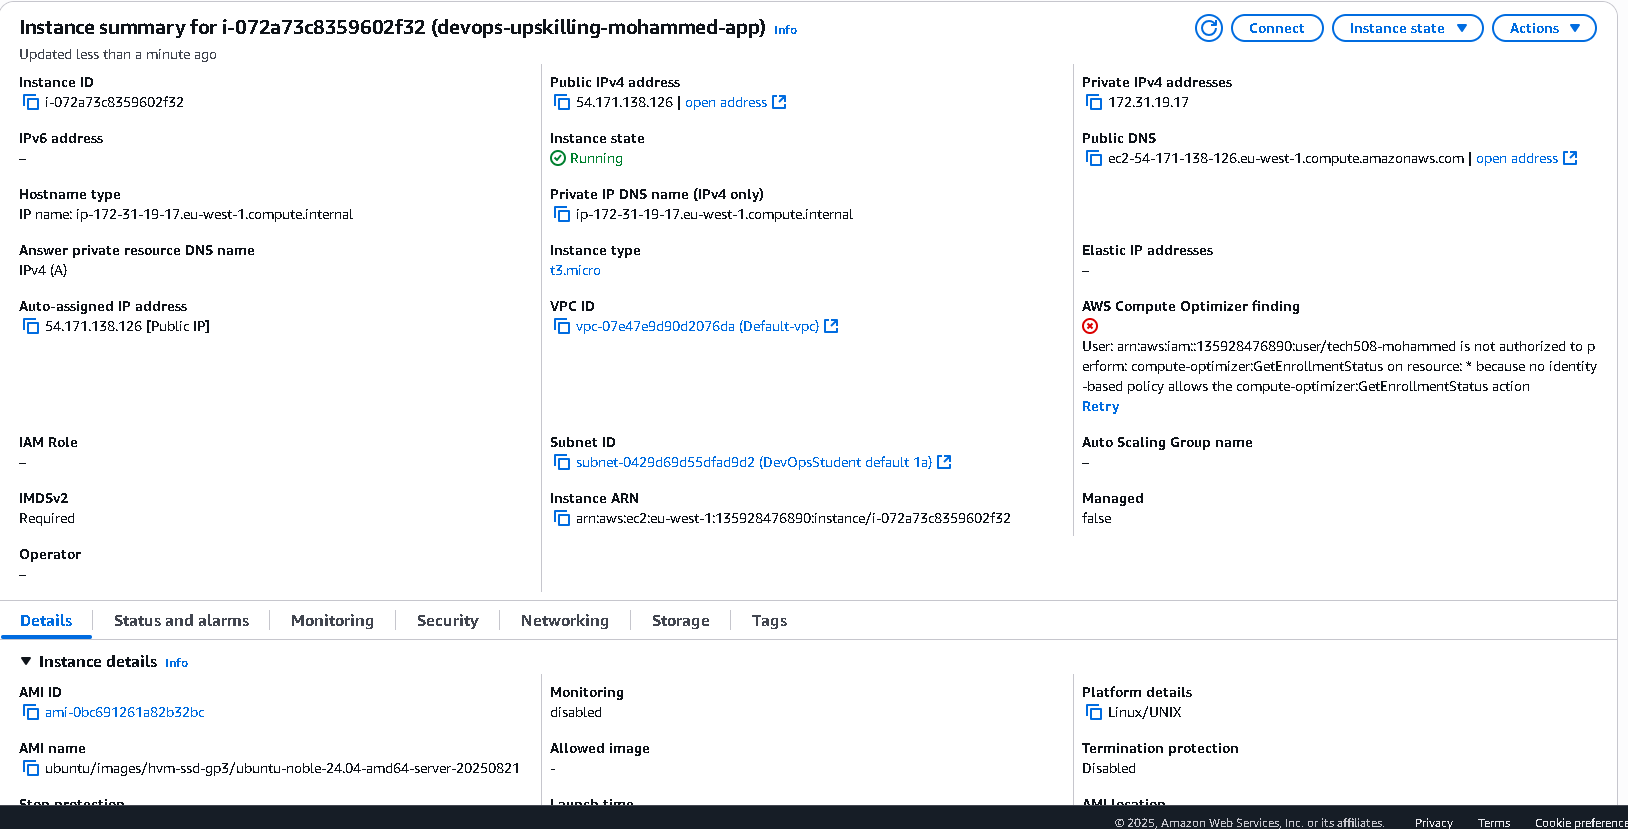 Instance summary for i-072a73c8359602f32 (devops-upskilling-mohammed-app) Info
Connect
Instance state
Actions
Updated less than a minute ago
Instance ID
i-072a73c8359602f32
Public IPv4 address
54.171.138.126 | open address
Private IPv4 addresses
172.31.19.17
IPv6 address
–
Instance state
Running
Public DNS
ec2-54-171-138-126.eu-west-1.compute.amazonaws.com | open address
Hostname type
IP name: ip-172-31-19-17.eu-west-1.compute.internal
Private IP DNS name (IPv4 only)
ip-172-31-19-17.eu-west-1.compute.internal
Answer private resource DNS name
IPv4 (A)
Instance type
t3.micro
Elastic IP addresses
–
Auto-assigned IP address
54.171.138.126 [Public IP]
VPC ID
vpc-07e47e9d90d2076da (Default-vpc)
AWS Compute Optimizer finding
User: arn:aws:iam::135928476890:user/tech508-mohammed is not authorized to p
erform: compute-optimizer:GetEnrollmentStatus on resource: * because no identity
-based policy allows the compute-optimizer:GetEnrollmentStatus action
Retry
IAM Role
–
Subnet ID
subnet-0429d69d55dfad9d2 (DevOpsStudent default 1a)
Auto Scaling Group name
–
IMDSv2
Required
Instance ARN
arn:aws:ec2:eu-west-1:135928476890:instance/i-072a73c8359602f32
Managed
false
Operator
–
Details
Status and alarms
Monitoring
Security
Networking
Storage
Tags
Instance details Info
AMI ID
ami-0bc691261a82b32bc
Monitoring
disabled
Platform details
Linux/UNIX
AMI name
ubuntu/images/hvm-ssd-gp3/ubuntu-noble-24.04-amd64-server-20250821
Allowed image
-
Termination protection
Disabled
Stop protection
Launch time
AMI location
© 2025, Amazon Web Services, Inc. or its affiliates.
Privacy
Terms
Cookie preference